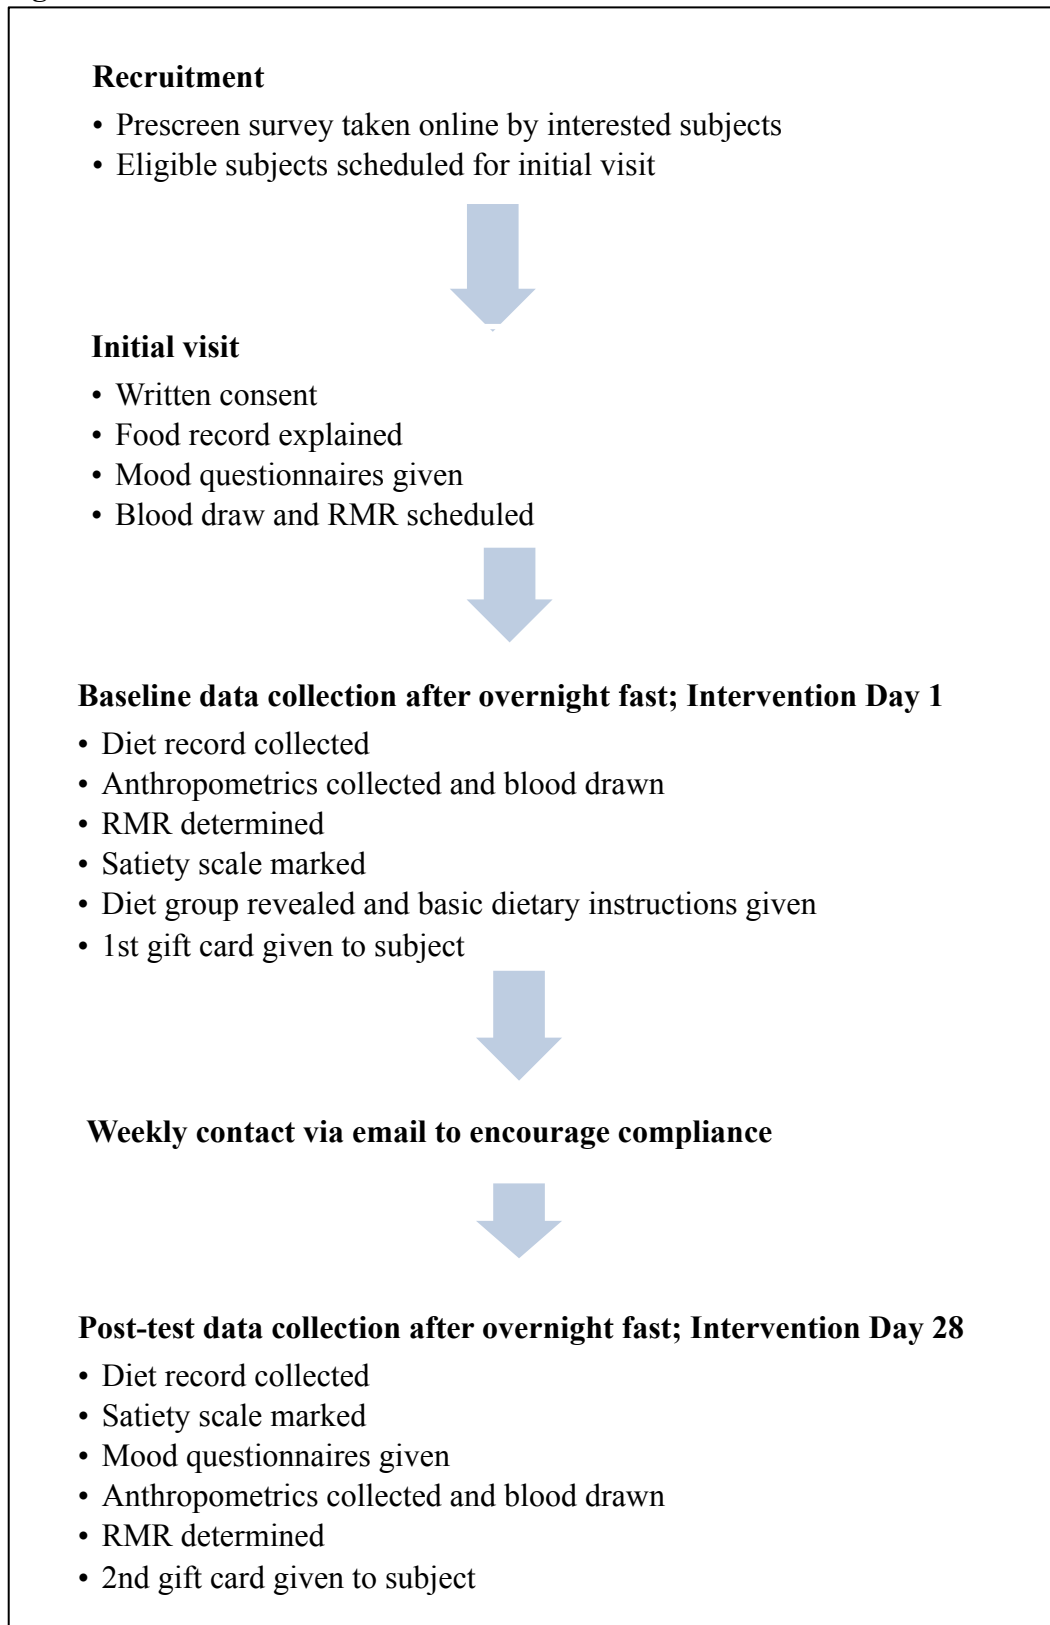 Recruitment
• Prescreen survey taken online by interested subjects
• Eligible subjects scheduled for initial visit
Initial visit
• Written consent
• Food record explained
• Mood questionnaires given
• Blood draw and RMR scheduled
Baseline data collection after overnight fast; Intervention Day 1
• Diet record collected
• Anthropometrics collected and blood drawn
• RMR determined
• Satiety scale marked
• Diet group revealed and basic dietary instructions given
• 1st gift card given to subject
Weekly contact via email to encourage compliance
Post-test data collection after overnight fast; Intervention Day 28
• Diet record collected
• Satiety scale marked
• Mood questionnaires given
• Anthropometrics collected and blood drawn
• RMR determined
• 2nd gift card given to subject